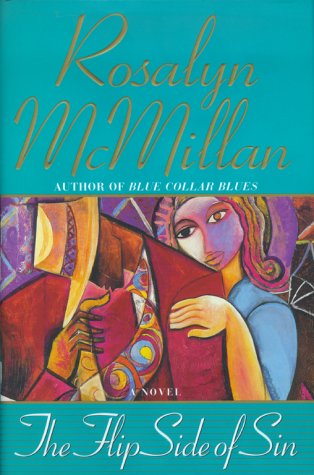 Rosalyn
McMillan
AUTHOR OF BLUE COLLAR BLUES
A NOVEL
The Flip Side of Sin